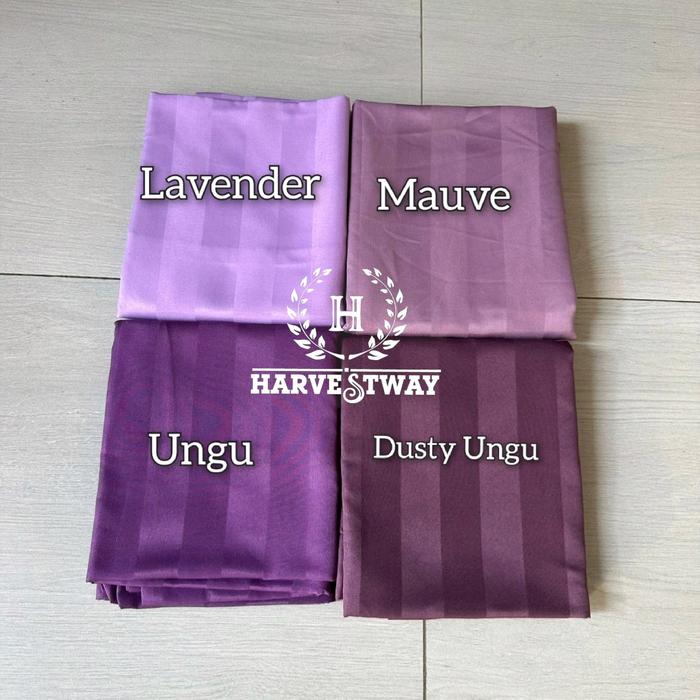 Lavender
Mauve
H
HARVESTWAY
Ungu
Dusty Ungu